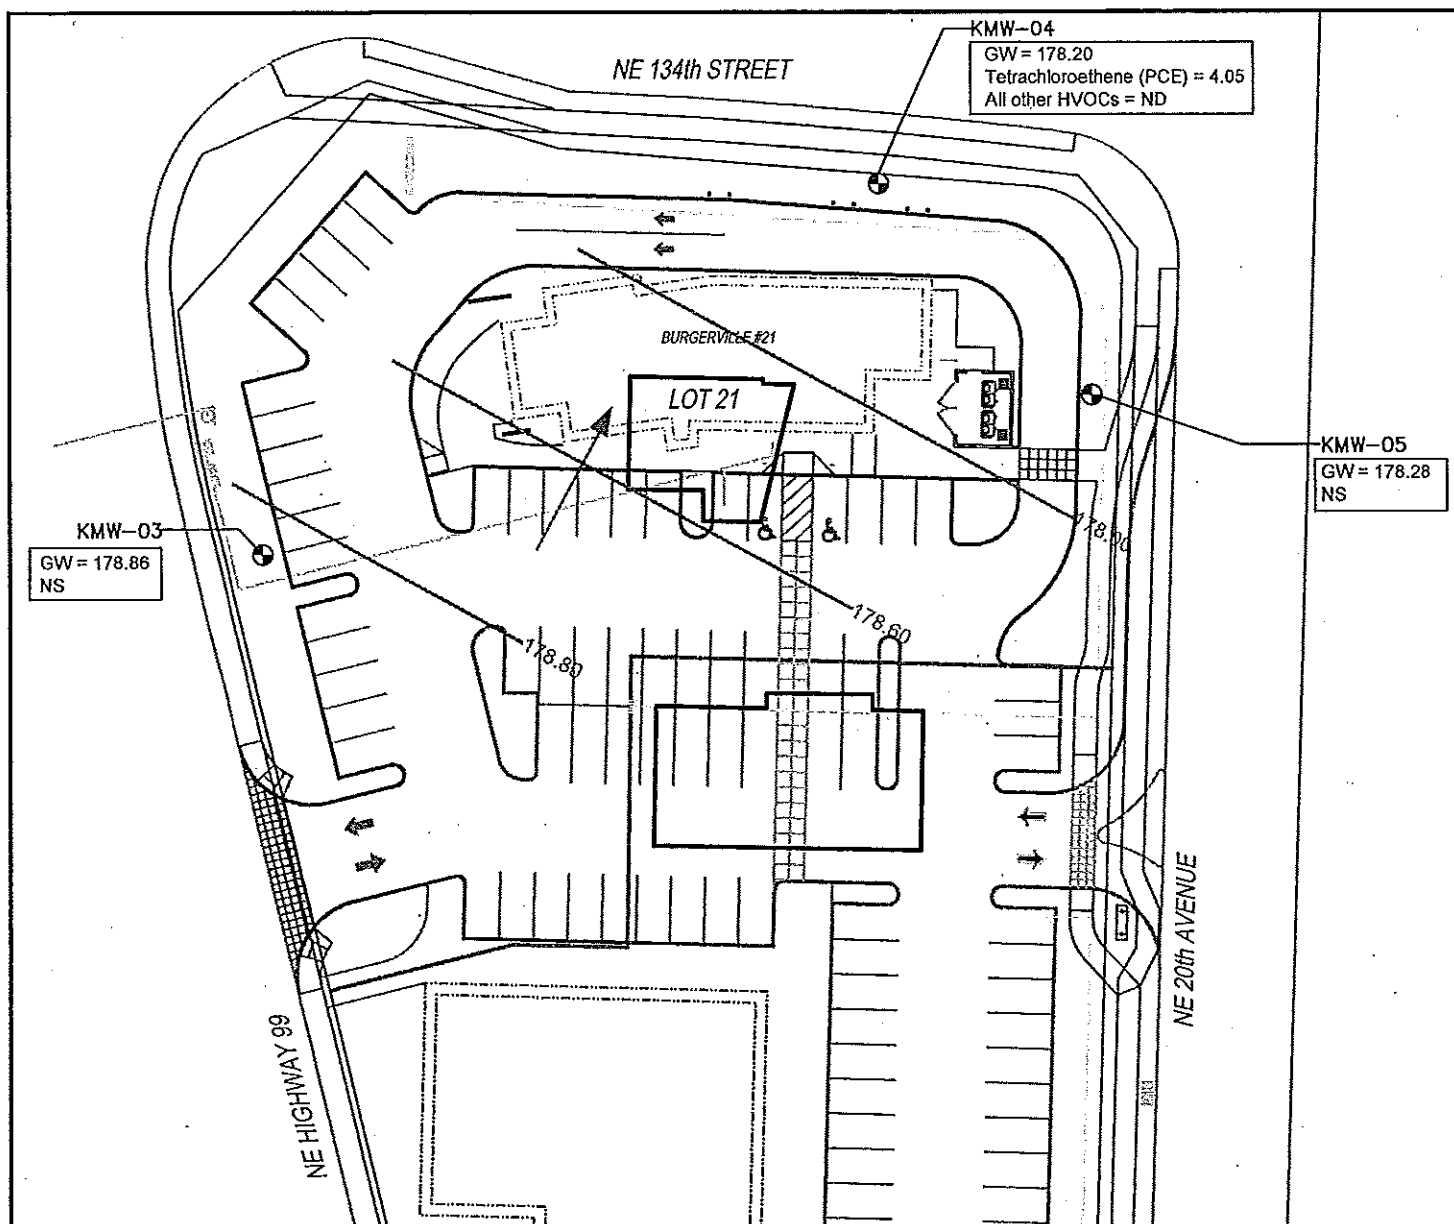 KMW-04
GW = 178.20
Tetrachloroethene (PCE) = 4.05
All other HVOCs = ND
NE 134th STREET
BURGERVILLE #21
LOT 21
KMW-05
GW = 178.28
NS
KMW-03
GW = 178.86
NS
178.60
178.80
NE 20th AVENUE
NE HIGHWAY 99